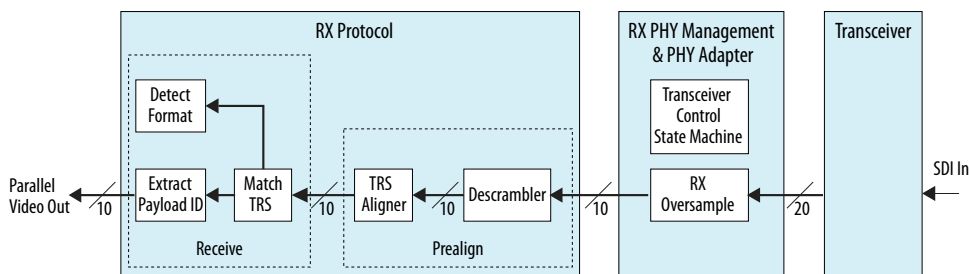 RX Protocol
RX PHY Management
& PHY Adapter
Transceiver
Detect
Format
Transceiver
Control
State Machine
Parallel
Video Out
10
Extract
Payload ID
Match
TRS
10
TRS
Aligner
10
Descrambler
10
RX
Oversample
20
SDI In
Receive
Prealign